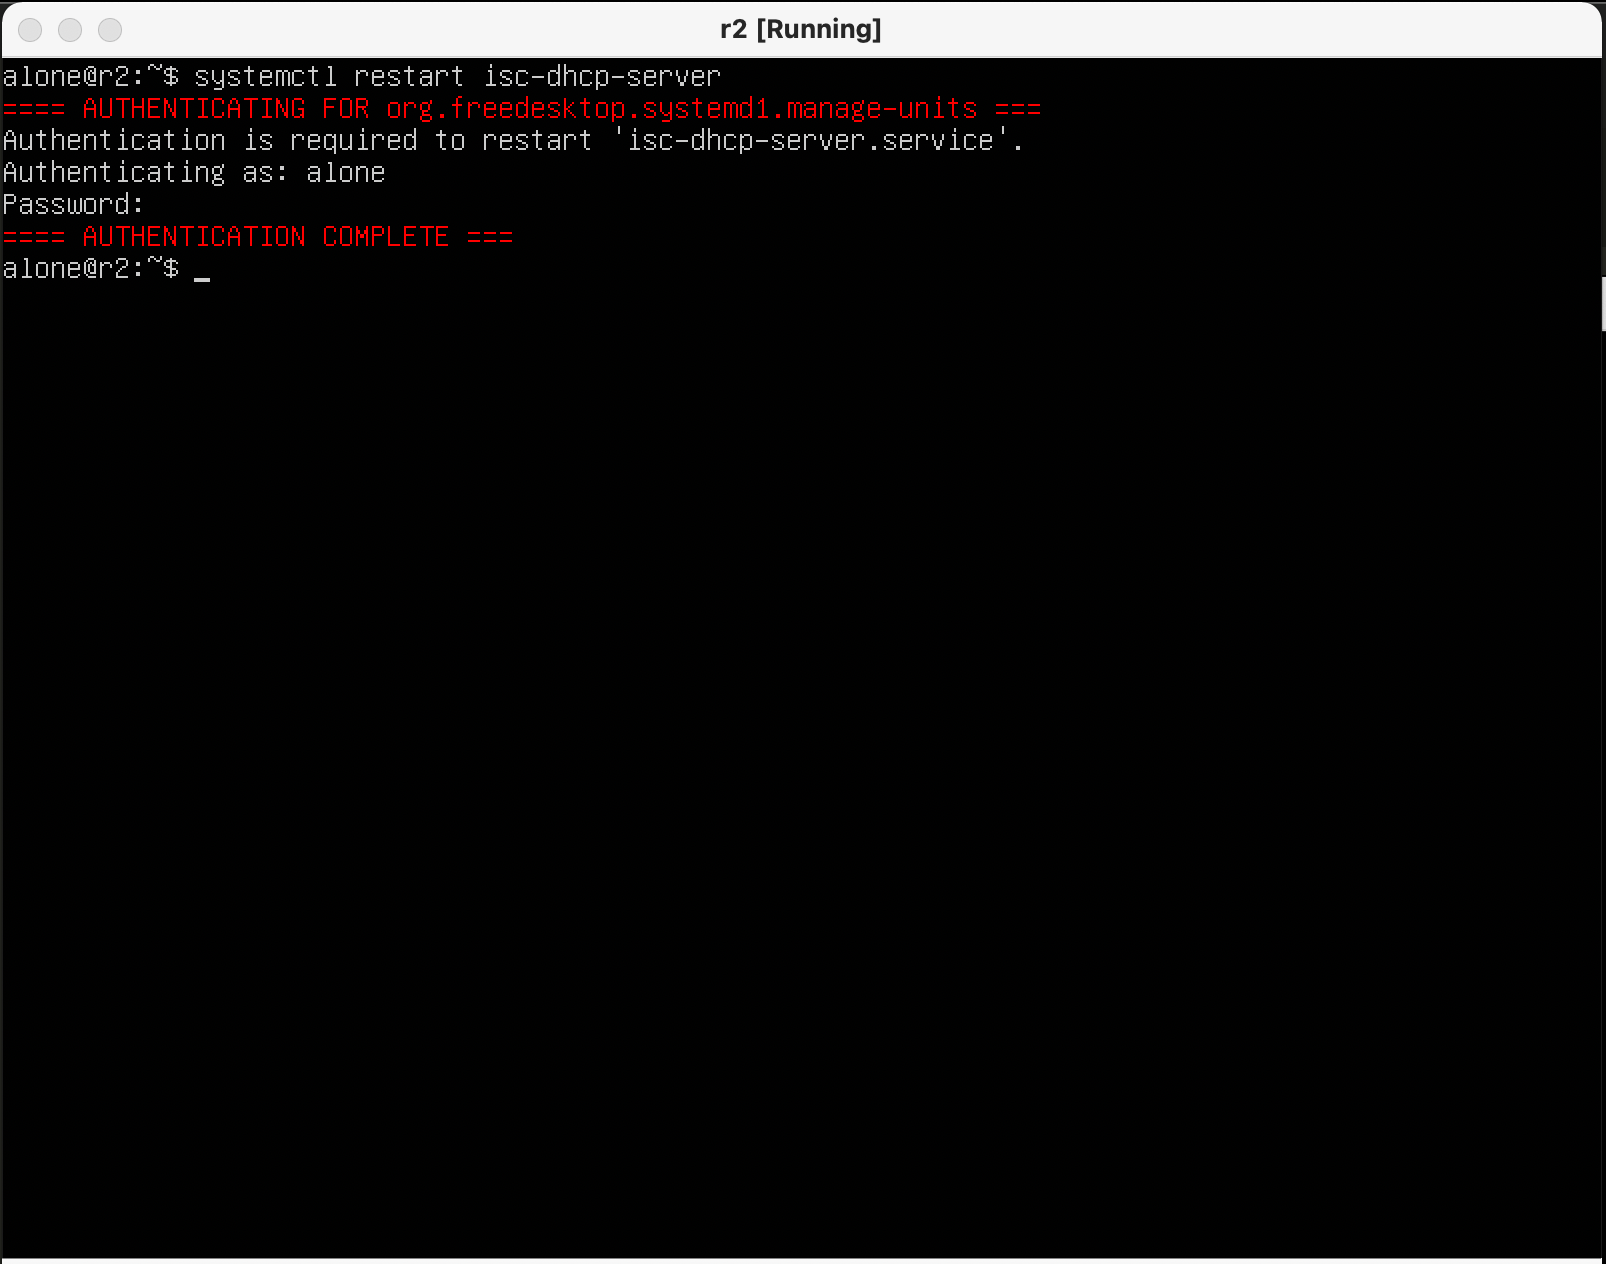 r2 [Running]
alone@r2:~$ systemctl restart isc-dhcp-server
==== AUTHENTICATING FOR org.freedesktop.systemd1.manage-units ===
Authentication is required to restart 'isc-dhcp-server.service'.
Authenticating as: alone
Password:
==== AUTHENTICATION COMPLETE ===
alone@r2:~$ _